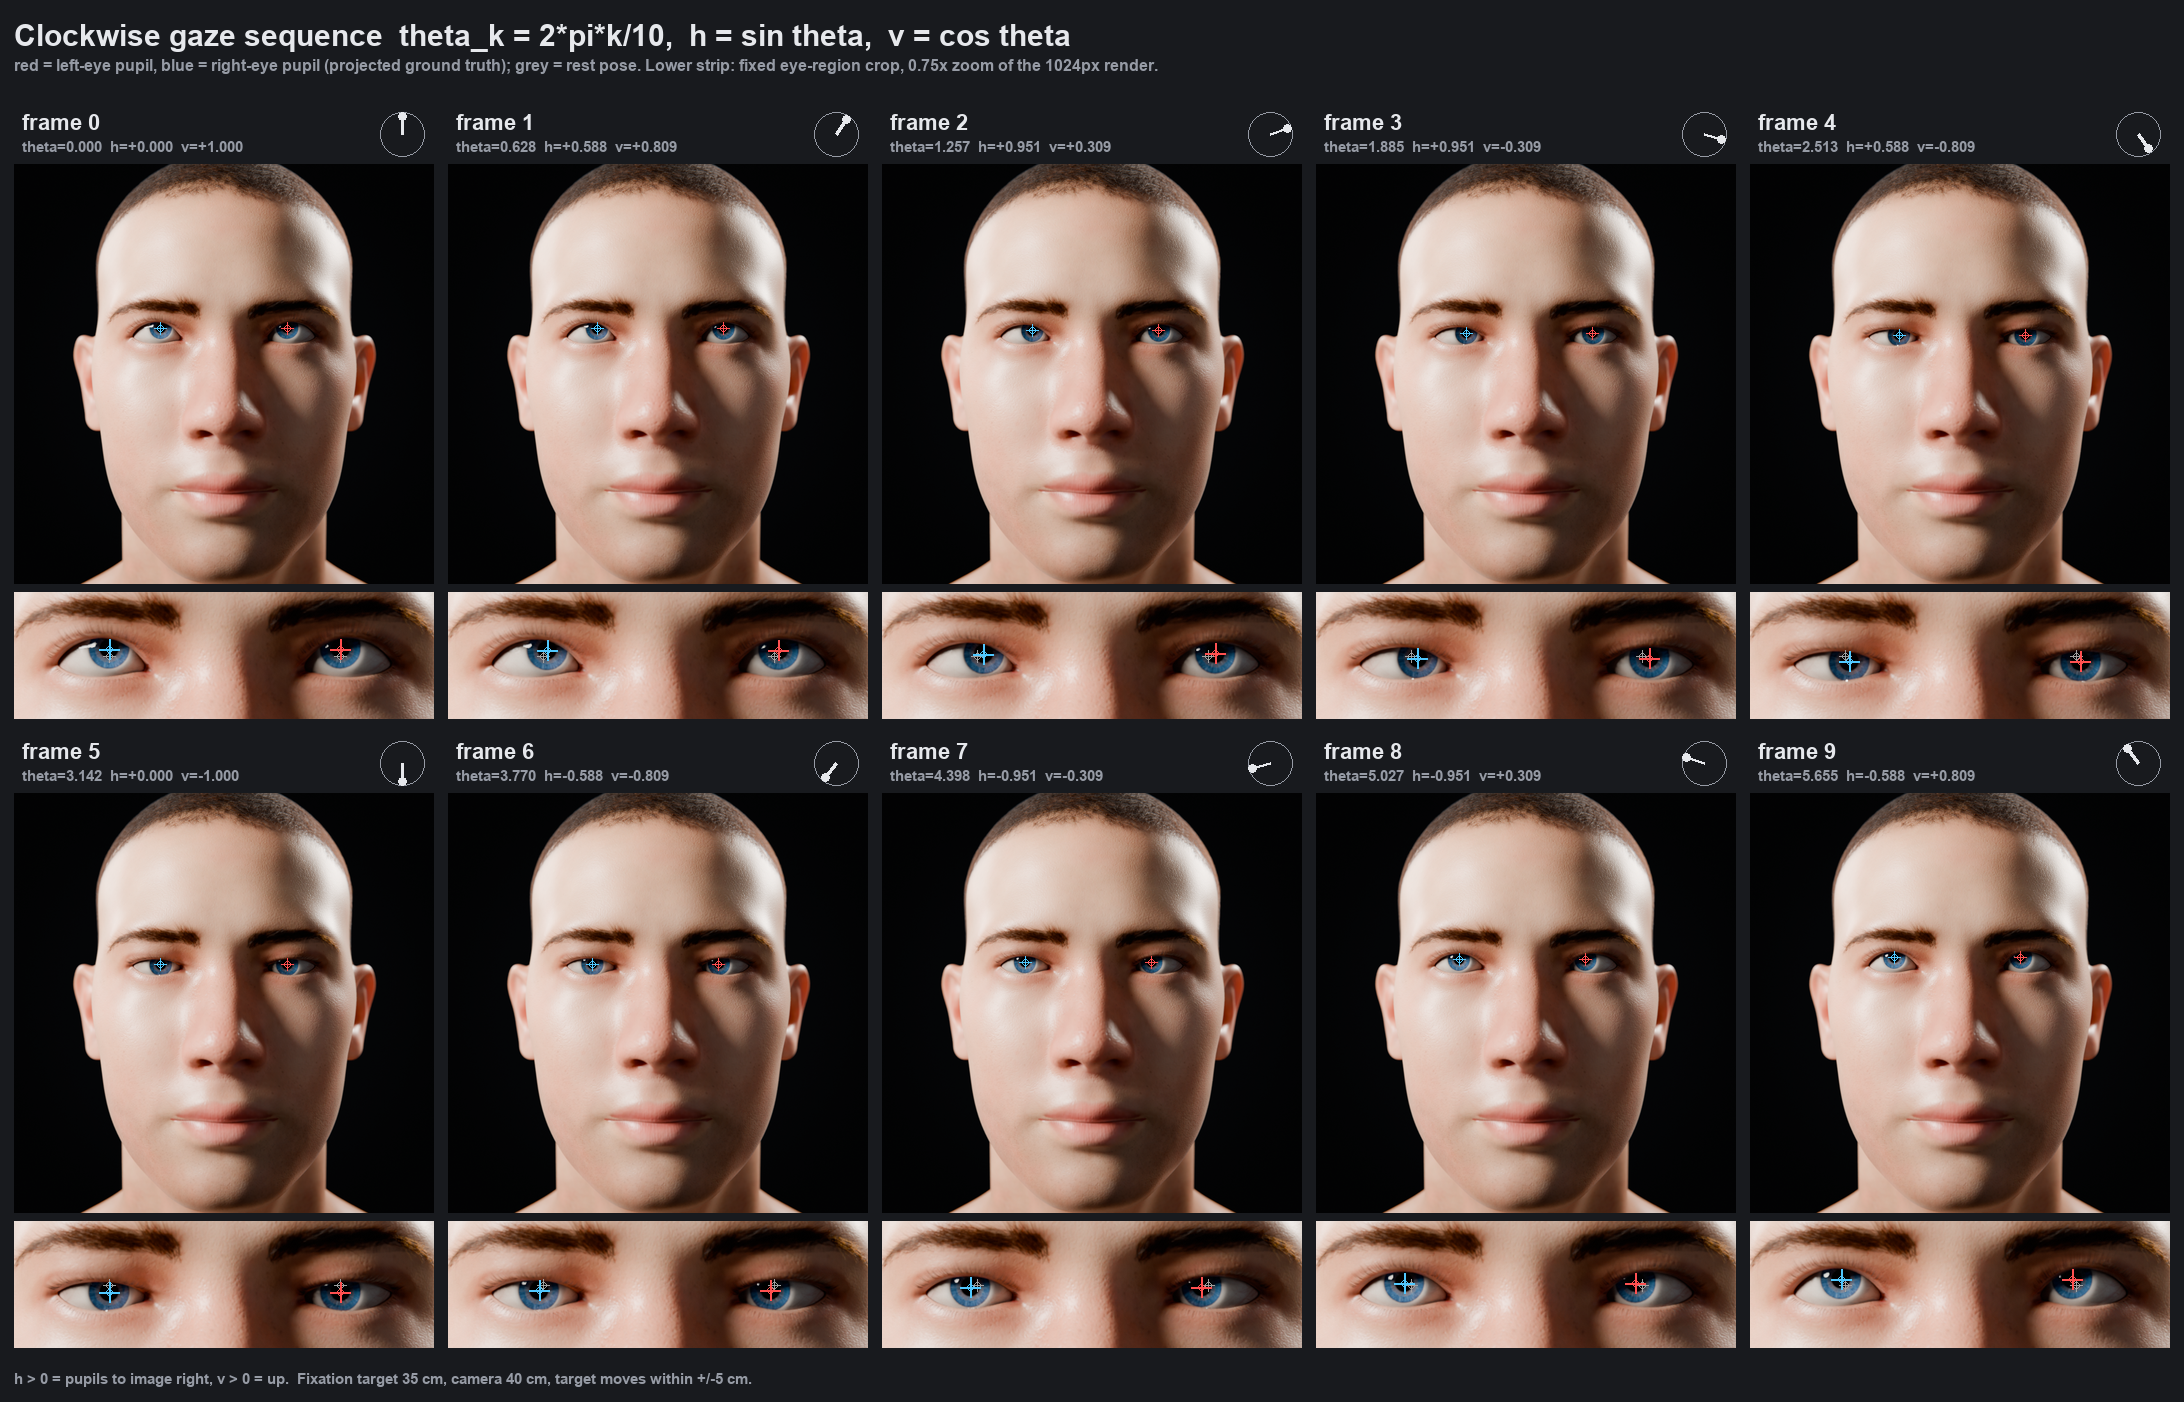 Clockwise gaze sequence  theta_k = 2*pi*k/10,  h = sin theta,  v = cos theta
red = left-eye pupil, blue = right-eye pupil (projected ground truth); grey = rest pose. Lower strip: fixed eye-region crop, 0.75x zoom of the 1024px render.
frame 0
theta=0.000  h=+0.000  v=+1.000
frame 1
theta=0.628  h=+0.588  v=+0.809
frame 2
theta=1.257  h=+0.951  v=+0.309
frame 3
theta=1.885  h=+0.951  v=-0.309
frame 4
theta=2.513  h=+0.588  v=-0.809
frame 5
theta=3.142  h=+0.000  v=-1.000
frame 6
theta=3.770  h=-0.588  v=-0.809
frame 7
theta=4.398  h=-0.951  v=-0.309
frame 8
theta=5.027  h=-0.951  v=+0.309
frame 9
theta=5.655  h=-0.588  v=+0.809
h > 0 = pupils to image right, v > 0 = up.  Fixation target 35 cm, camera 40 cm, target moves within +/-5 cm.